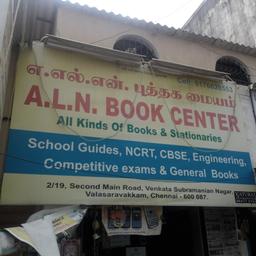 எ.எல்.என். புத்தக மையம்
A.L.N. BOOK CENTER
All Kinds Of Books & Stationaries
School Guides, NCRT, CBSE, Engineering,
Competitive exams & General Books
2/19, Second Main Road, Venkata Subramanian Nagar,
Valasaravakkam, Chennai - 600 087.